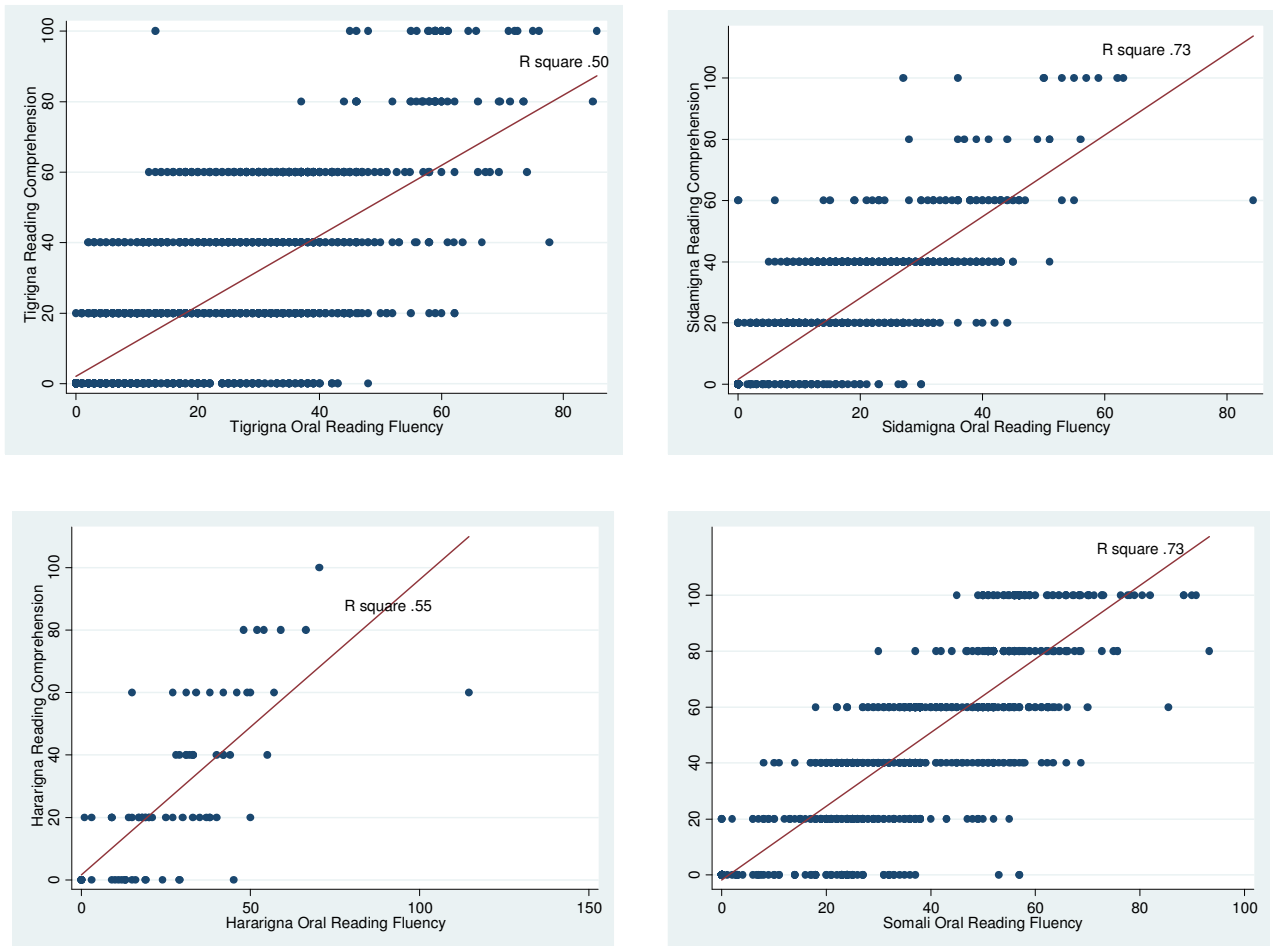 Tigrigna Reading Comprehension
100
80
60
40
20
0
R square .50
0 20 40 60 80
Tigrigna Oral Reading Fluency
Sidamigna Reading Comprehension
100
80
60
40
20
0
R square .73
0 20 40 60 80
Sidamigna Oral Reading Fluency
Hararigna Reading Comprehension
100
80
60
40
20
0
R square .55
0 50 100 150
Hararigna Oral Reading Fluency
Somali Reading Comprehension
100
80
60
40
20
0
R square .73
0 20 40 60 80 100
Somali Oral Reading Fluency